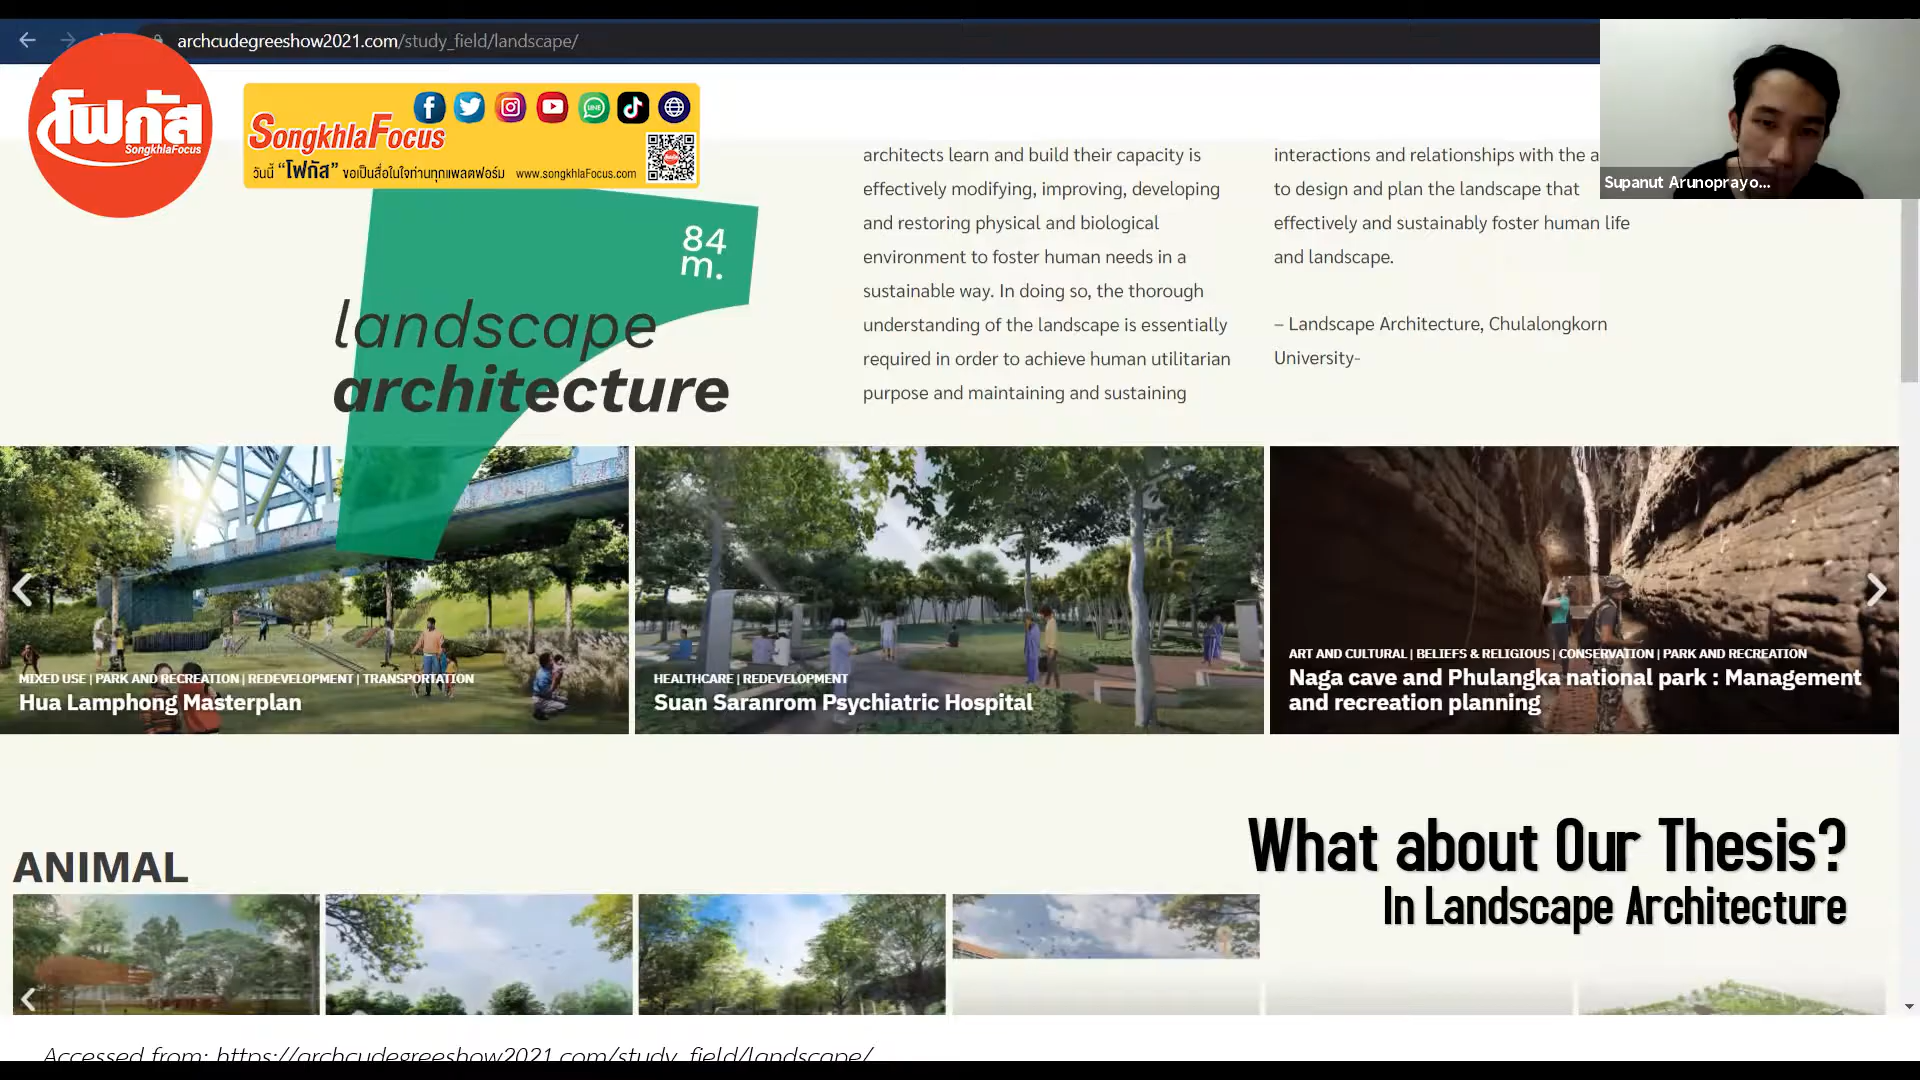 archcudegreeshow2021.com/study_field/landscape/
โฟกัส
SongkhlaFocus
SongkhlaFocus
วันนี้ "โฟกัส" ขอเป็นสื่อในใจท่านทุกแพลตฟอร์ม www.songkhlaFocus.com
LINE
84
m.
landscape
architecture
architects learn and build their capacity is
effectively modifying, improving, developing
and restoring physical and biological
environment to foster human needs in a
sustainable way. In doing so, the thorough
understanding of the landscape is essentially
required in order to achieve human utilitarian
purpose and maintaining and sustaining
interactions and relationships with the a
to design and plan the landscape that
effectively and sustainably foster human life
and landscape.
– Landscape Architecture, Chulalongkorn
University-
Supanut Arunoprayo...
MIXED USE | PARK AND RECREATION | REDEVELOPMENT | TRANSPORTATION
Hua Lamphong Masterplan
HEALTHCARE | REDEVELOPMENT
Suan Saranrom Psychiatric Hospital
ART AND CULTURAL | BELIEFS & RELIGIOUS | CONSERVATION | PARK AND RECREATION
Naga cave and Phulangka national park : Management
and recreation planning
What about Our Thesis?
In Landscape Architecture
ANIMAL
Accessed from: https://archcudegreeshow2021.com/study_field/landscape/